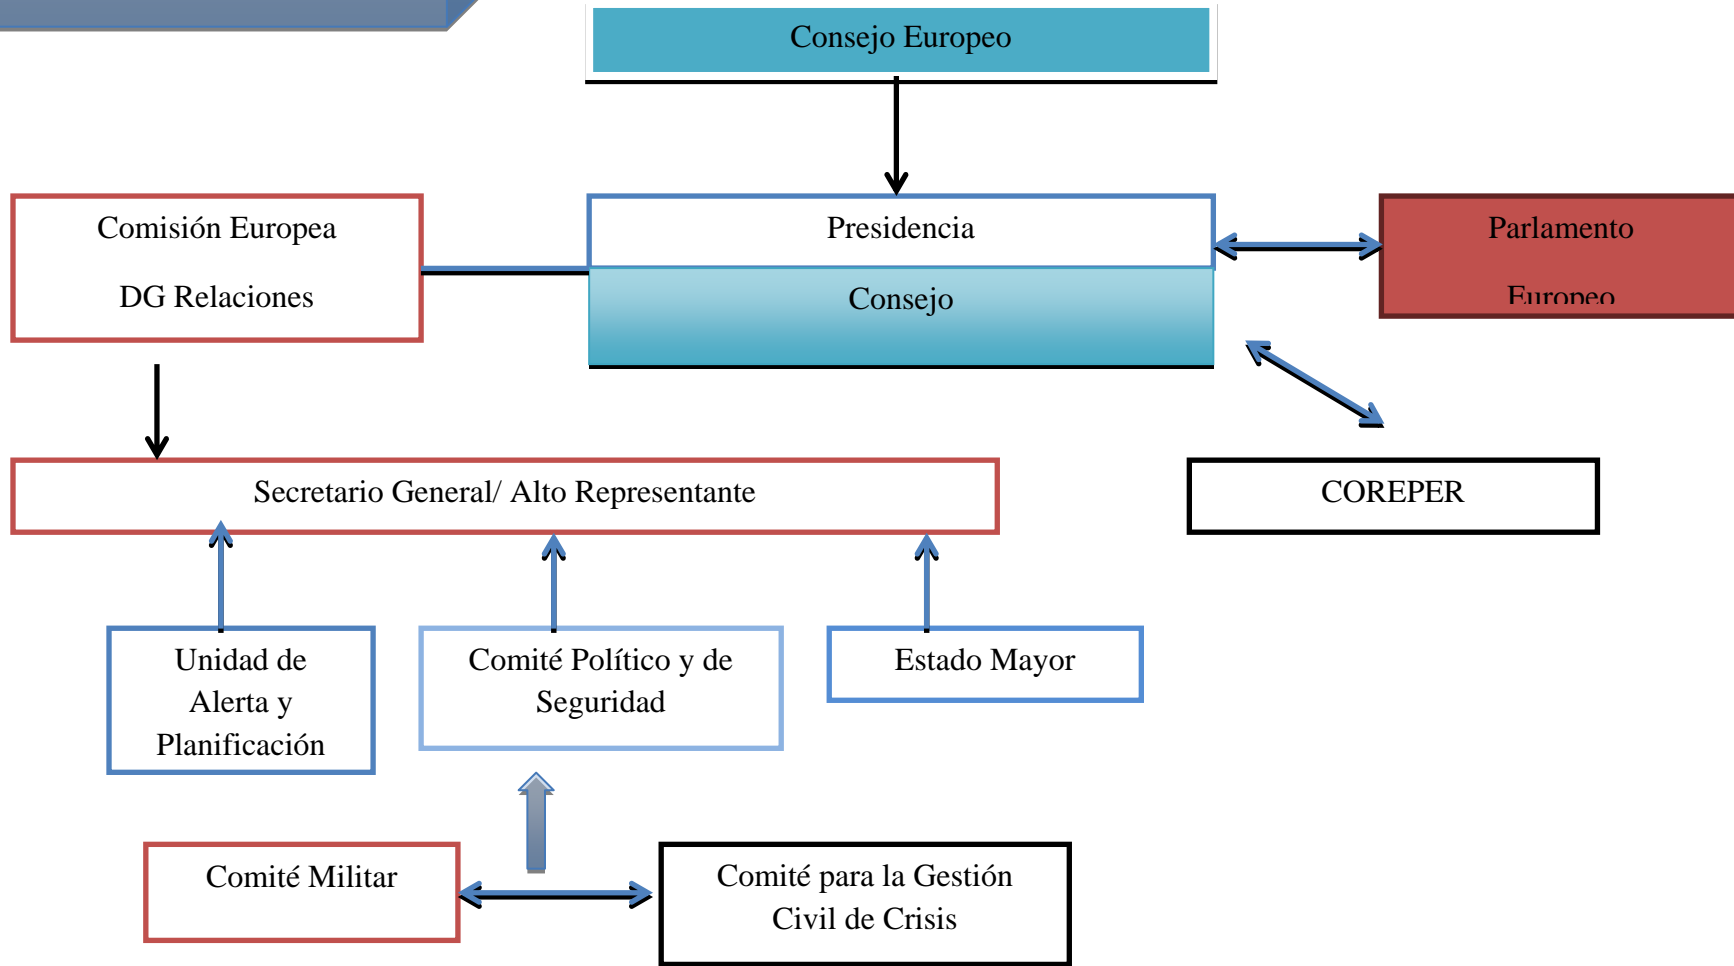 Consejo Europeo
Comisión Europea
DG Relaciones
Presidencia
Consejo
Parlamento
Europeo
Secretario General/ Alto Representante
COREPER
Unidad de
Alerta y
Planificación
Comité Político y de
Seguridad
Estado Mayor
Comité Militar
Comité para la Gestión
Civil de Crisis